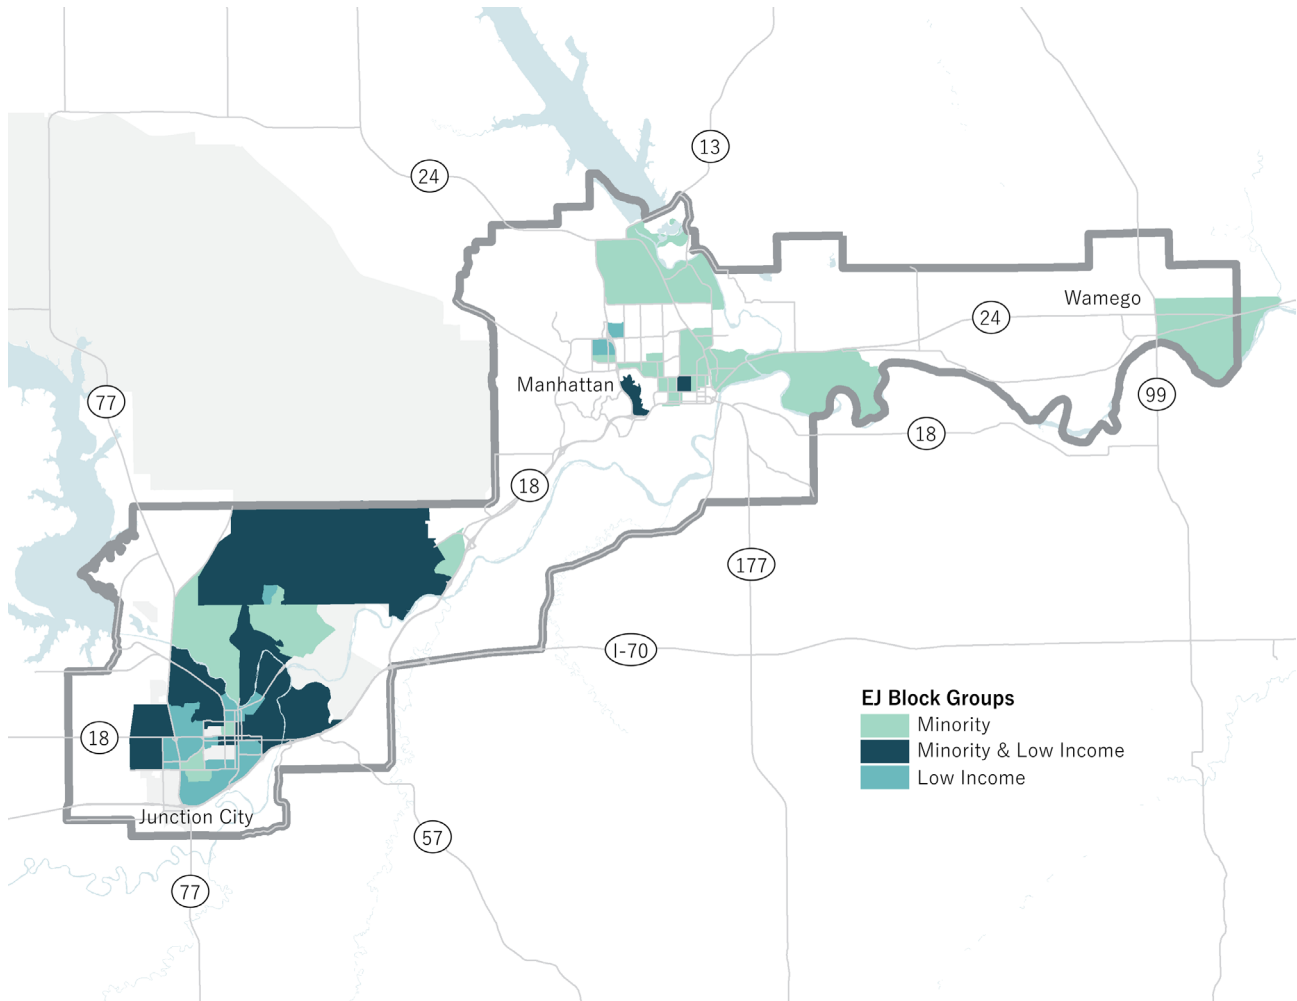 13
24
Wamego
24
Manhattan
77
99
18
18
177
I-70
EJ Block Groups
Minority
18
Minority & Low Income
Low Income
Junction City
57
77